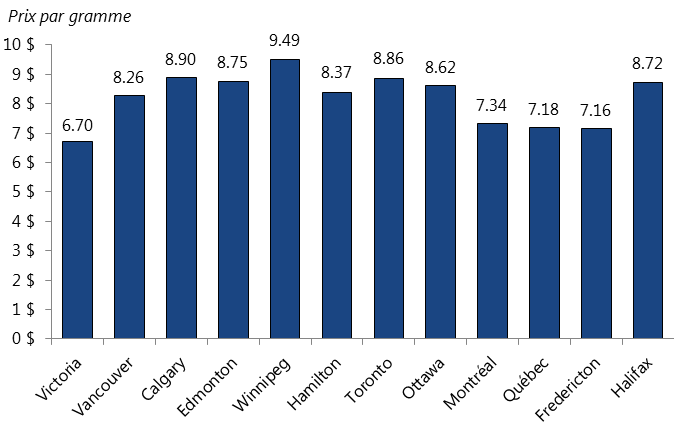 Prix par gramme
10 $
9 $
8 $
7 $
6 $
5 $
4 $
3 $
2 $
1 $
0 $
6.70
8.26
8.90
8.75
9.49
8.37
8.86
8.62
7.34
7.18
7.16
8.72
Victoria
Vancouver
Calgary
Edmonton
Winnipeg
Hamilton
Toronto
Ottawa
Montréal
Québec
Fredericton
Halifax